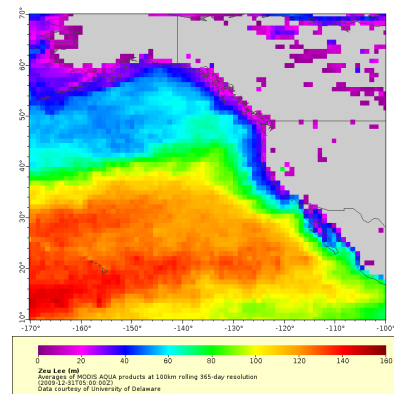 70°
60°
50°
40°
30°
20°
10°
-170° -160° -150° -140° -130° -120° -110° -100°
0 20 40 60 80 100 120 140 160
Zeu Lee (m)
Averages of MODIS AQUA products at 100km rolling 365-day resolution
(2009-12-31T05:00:00Z)
Data courtesy of University of Delaware